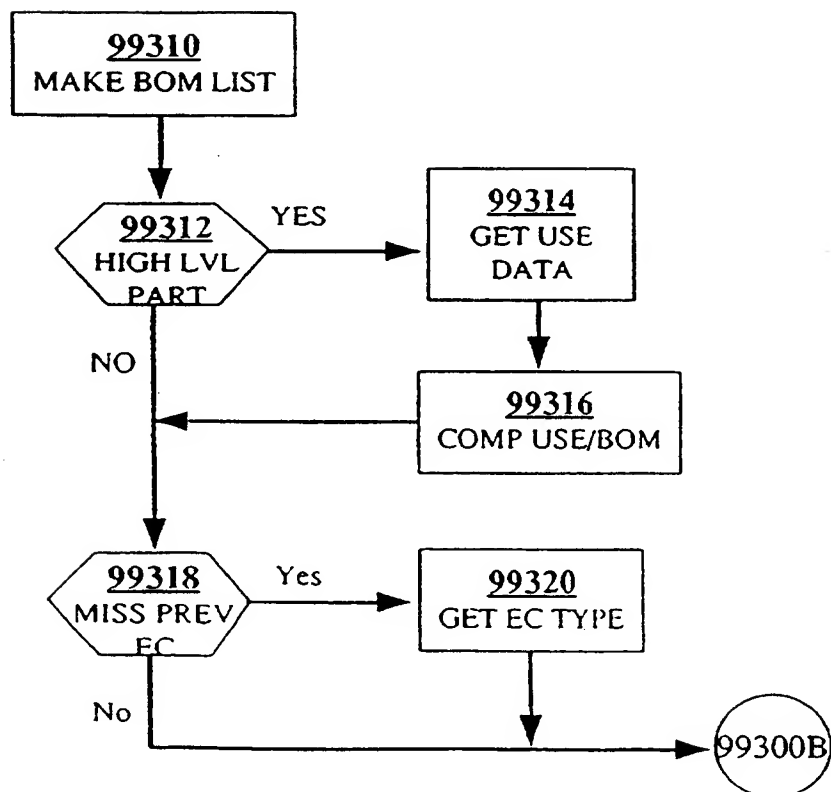 99310
MAKE BOM LIST
99312
HIGH LVL
PART
YES
99314
GET USE
DATA
NO
99316
COMP USE/BOM
99318
MISS PREV
EC
Yes
99320
GET EC TYPE
No
99300B